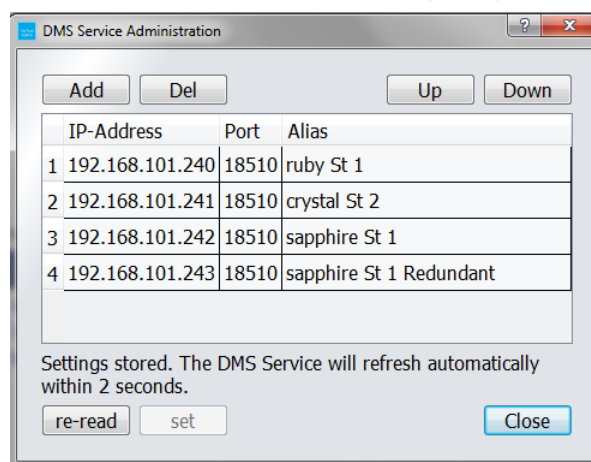 DMS Service Administration
Add Del Up Down
IP-Address Port Alias
1 192.168.101.240 18510 ruby St 1
2 192.168.101.241 18510 crystal St 2
3 192.168.101.242 18510 sapphire St 1
4 192.168.101.243 18510 sapphire St 1 Redundant
Settings stored. The DMS Service will refresh automatically
within 2 seconds.
re-read set Close